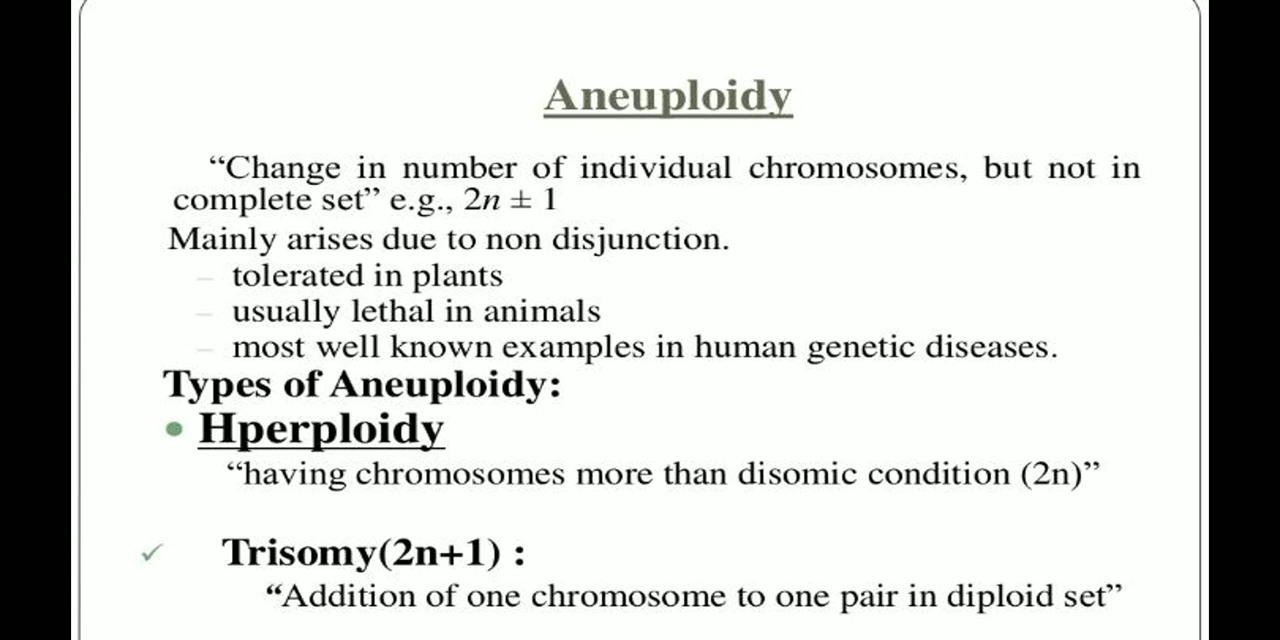 Aneuploidy
“Change in number of individual chromosomes, but not in
complete set” e.g., 2n ± 1
Mainly arises due to non disjunction.
– tolerated in plants
– usually lethal in animals
– most well known examples in human genetic diseases.
Types of Aneuploidy:
• Hperploidy
“having chromosomes more than disomic condition (2n)”
✓ Trisomy(2n+1) :
“Addition of one chromosome to one pair in diploid set”